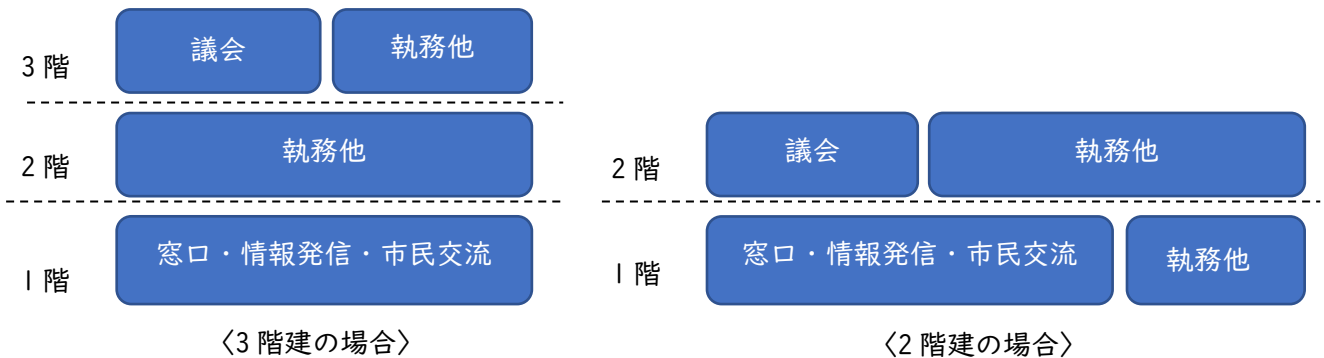 3階
議会
執務他
2階
執務他
1階
窓口・情報発信・市民交流
〈3階建の場合〉
2階
議会
執務他
1階
窓口・情報発信・市民交流
執務他
〈2階建の場合〉